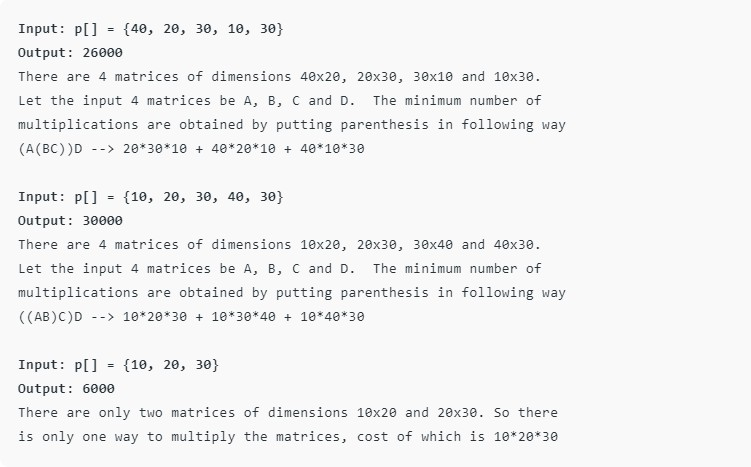 Input: p[] = {40, 20, 30, 10, 30}
Output: 26000
There are 4 matrices of dimensions 40x20, 20x30, 30x10 and 10x30.
Let the input 4 matrices be A, B, C and D.  The minimum number of
multiplications are obtained by putting parenthesis in following way
(A(BC))D --> 20*30*10 + 40*20*10 + 40*10*30
Input: p[] = {10, 20, 30, 40, 30}
Output: 30000
There are 4 matrices of dimensions 10x20, 20x30, 30x40 and 40x30.
Let the input 4 matrices be A, B, C and D.  The minimum number of
multiplications are obtained by putting parenthesis in following way
((AB)C)D --> 10*20*30 + 10*30*40 + 10*40*30
Input: p[] = {10, 20, 30}
Output: 6000
There are only two matrices of dimensions 10x20 and 20x30. So there
is only one way to multiply the matrices, cost of which is 10*20*30